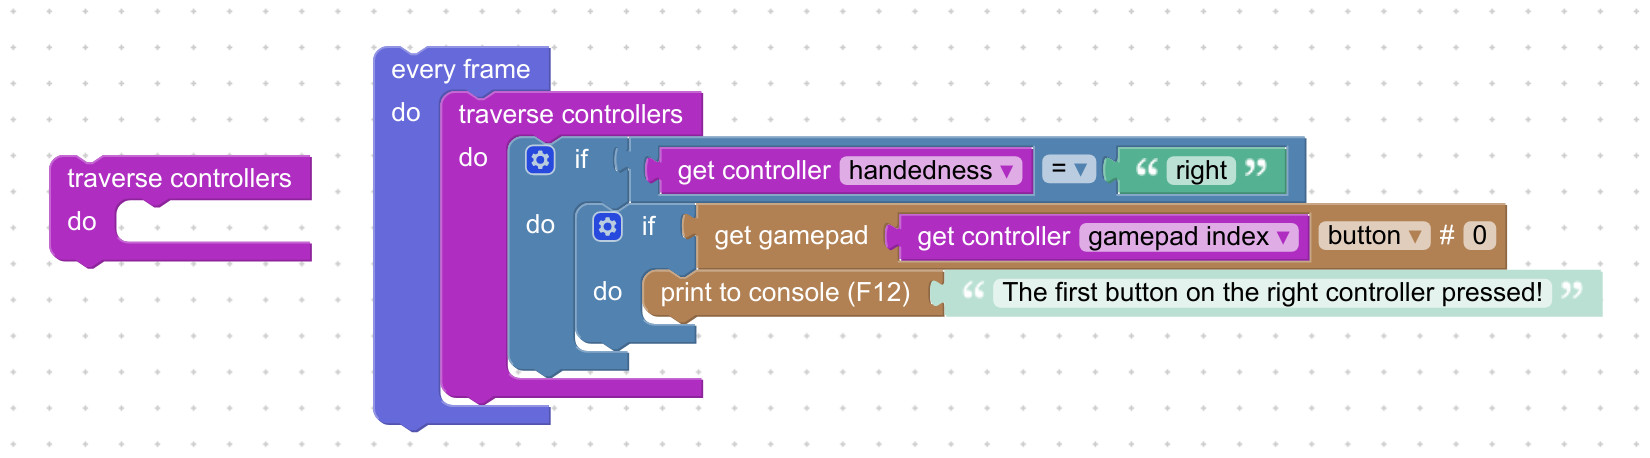 traverse controllers
do
every frame
do
traverse controllers
do
if get controller handedness ▾ = ▾ “ right ”
do
if get gamepad get controller gamepad index ▾ button ▾ # 0
do
print to console (F12) “ The first button on the right controller pressed! ”